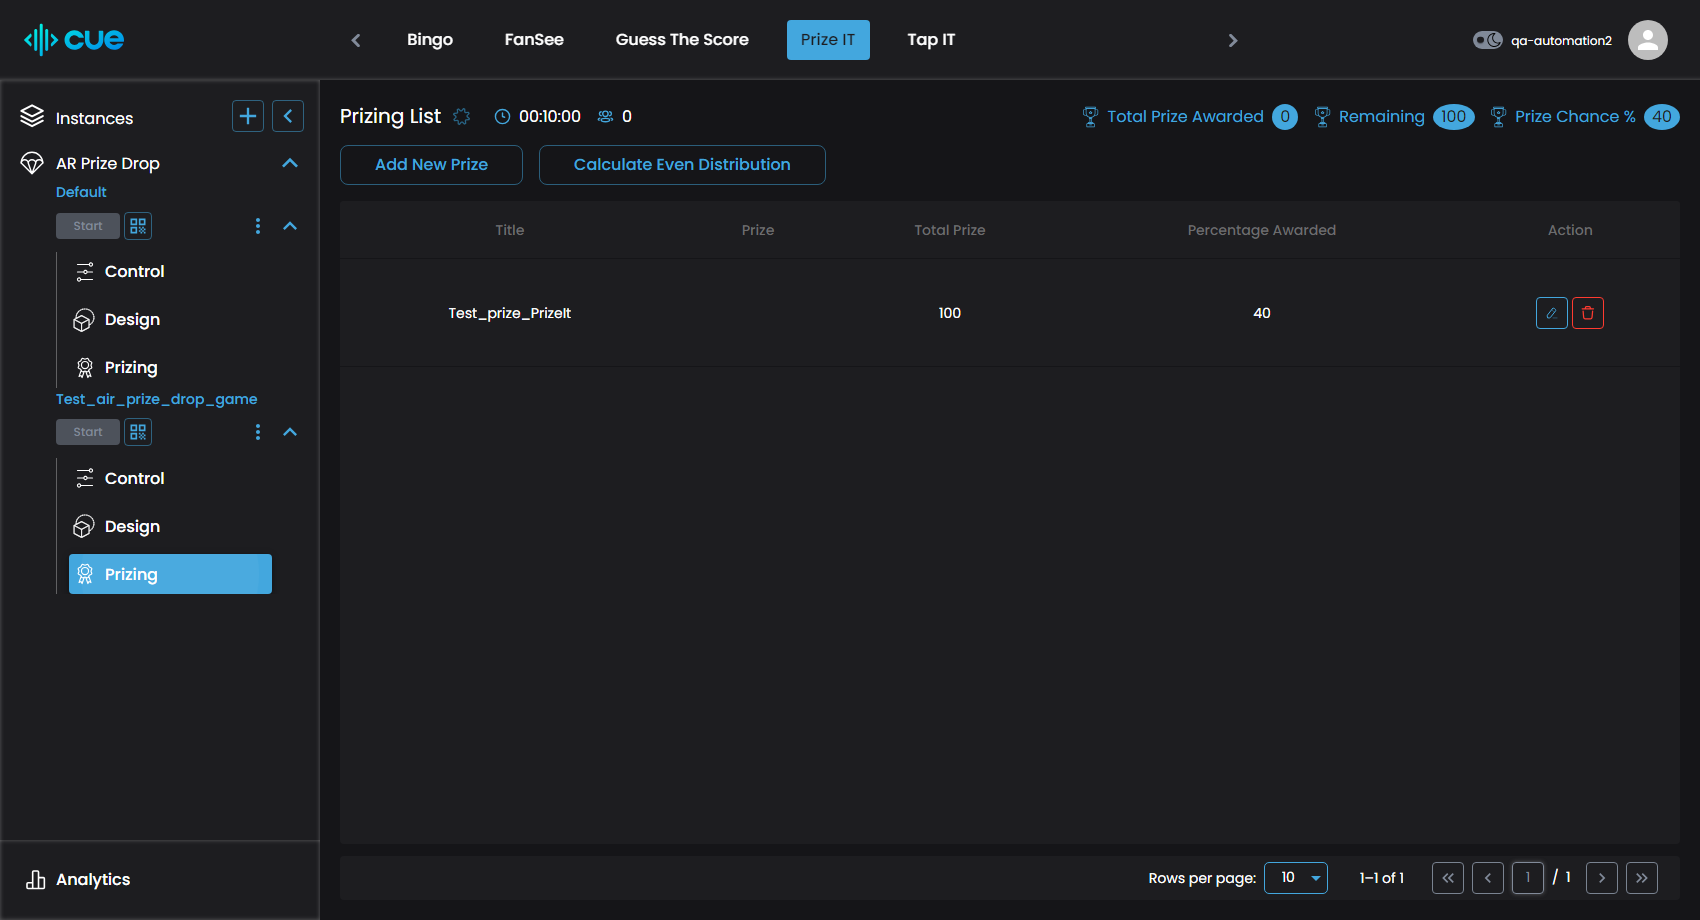 cue
Bingo
FanSee
Guess The Score
Prize IT
Tap IT
qa-automation2
Instances
AR Prize Drop
Default
Start
Control
Design
Prizing
Test_air_prize_drop_game
Start
Control
Design
Prizing
Analytics
Prizing List 00:10:00 0
Total Prize Awarded 0 Remaining 100 Prize Chance % 40
Add New Prize Calculate Even Distribution
Title Prize Total Prize Percentage Awarded Action
Test_prize_PrizeIt 100 40
Rows per page: 10 1-1 of 1 1 / 1